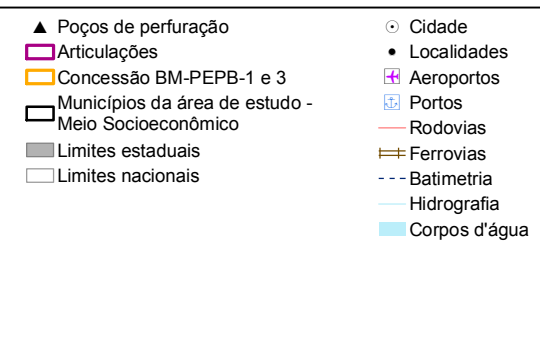 Poços de perfuração
Articulações
Concessão BM-PEPB-1 e 3
Municípios da área de estudo -
Meio Socioeconômico
Limites estaduais
Limites nacionais
Cidade
Localidades
Aeroportos
Portos
Rodovias
Ferrovias
Batimetria
Hidrografia
Corpos d'água